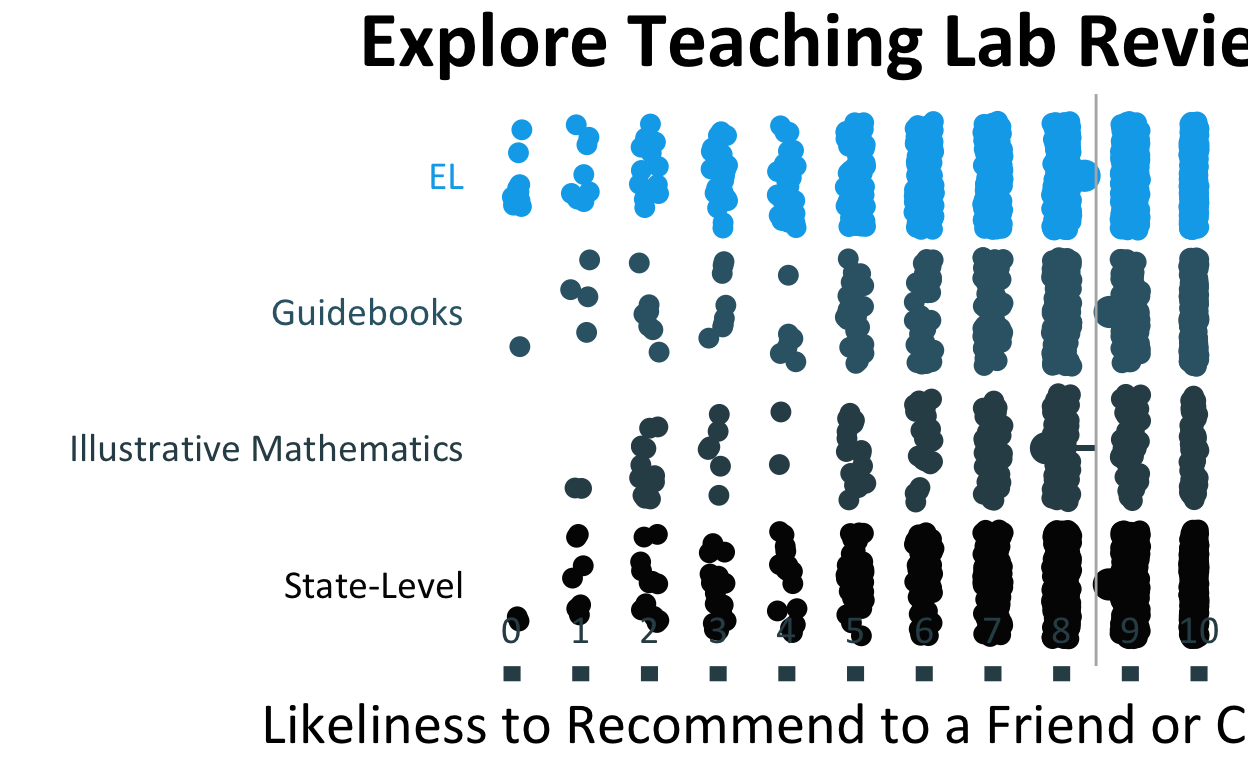 Explore Teaching Lab Revie
EL
Guidebooks
Illustrative Mathematics
State-Level
0 1 2 3 4 5 6 7 8 9 10
Likeliness to Recommend to a Friend or C